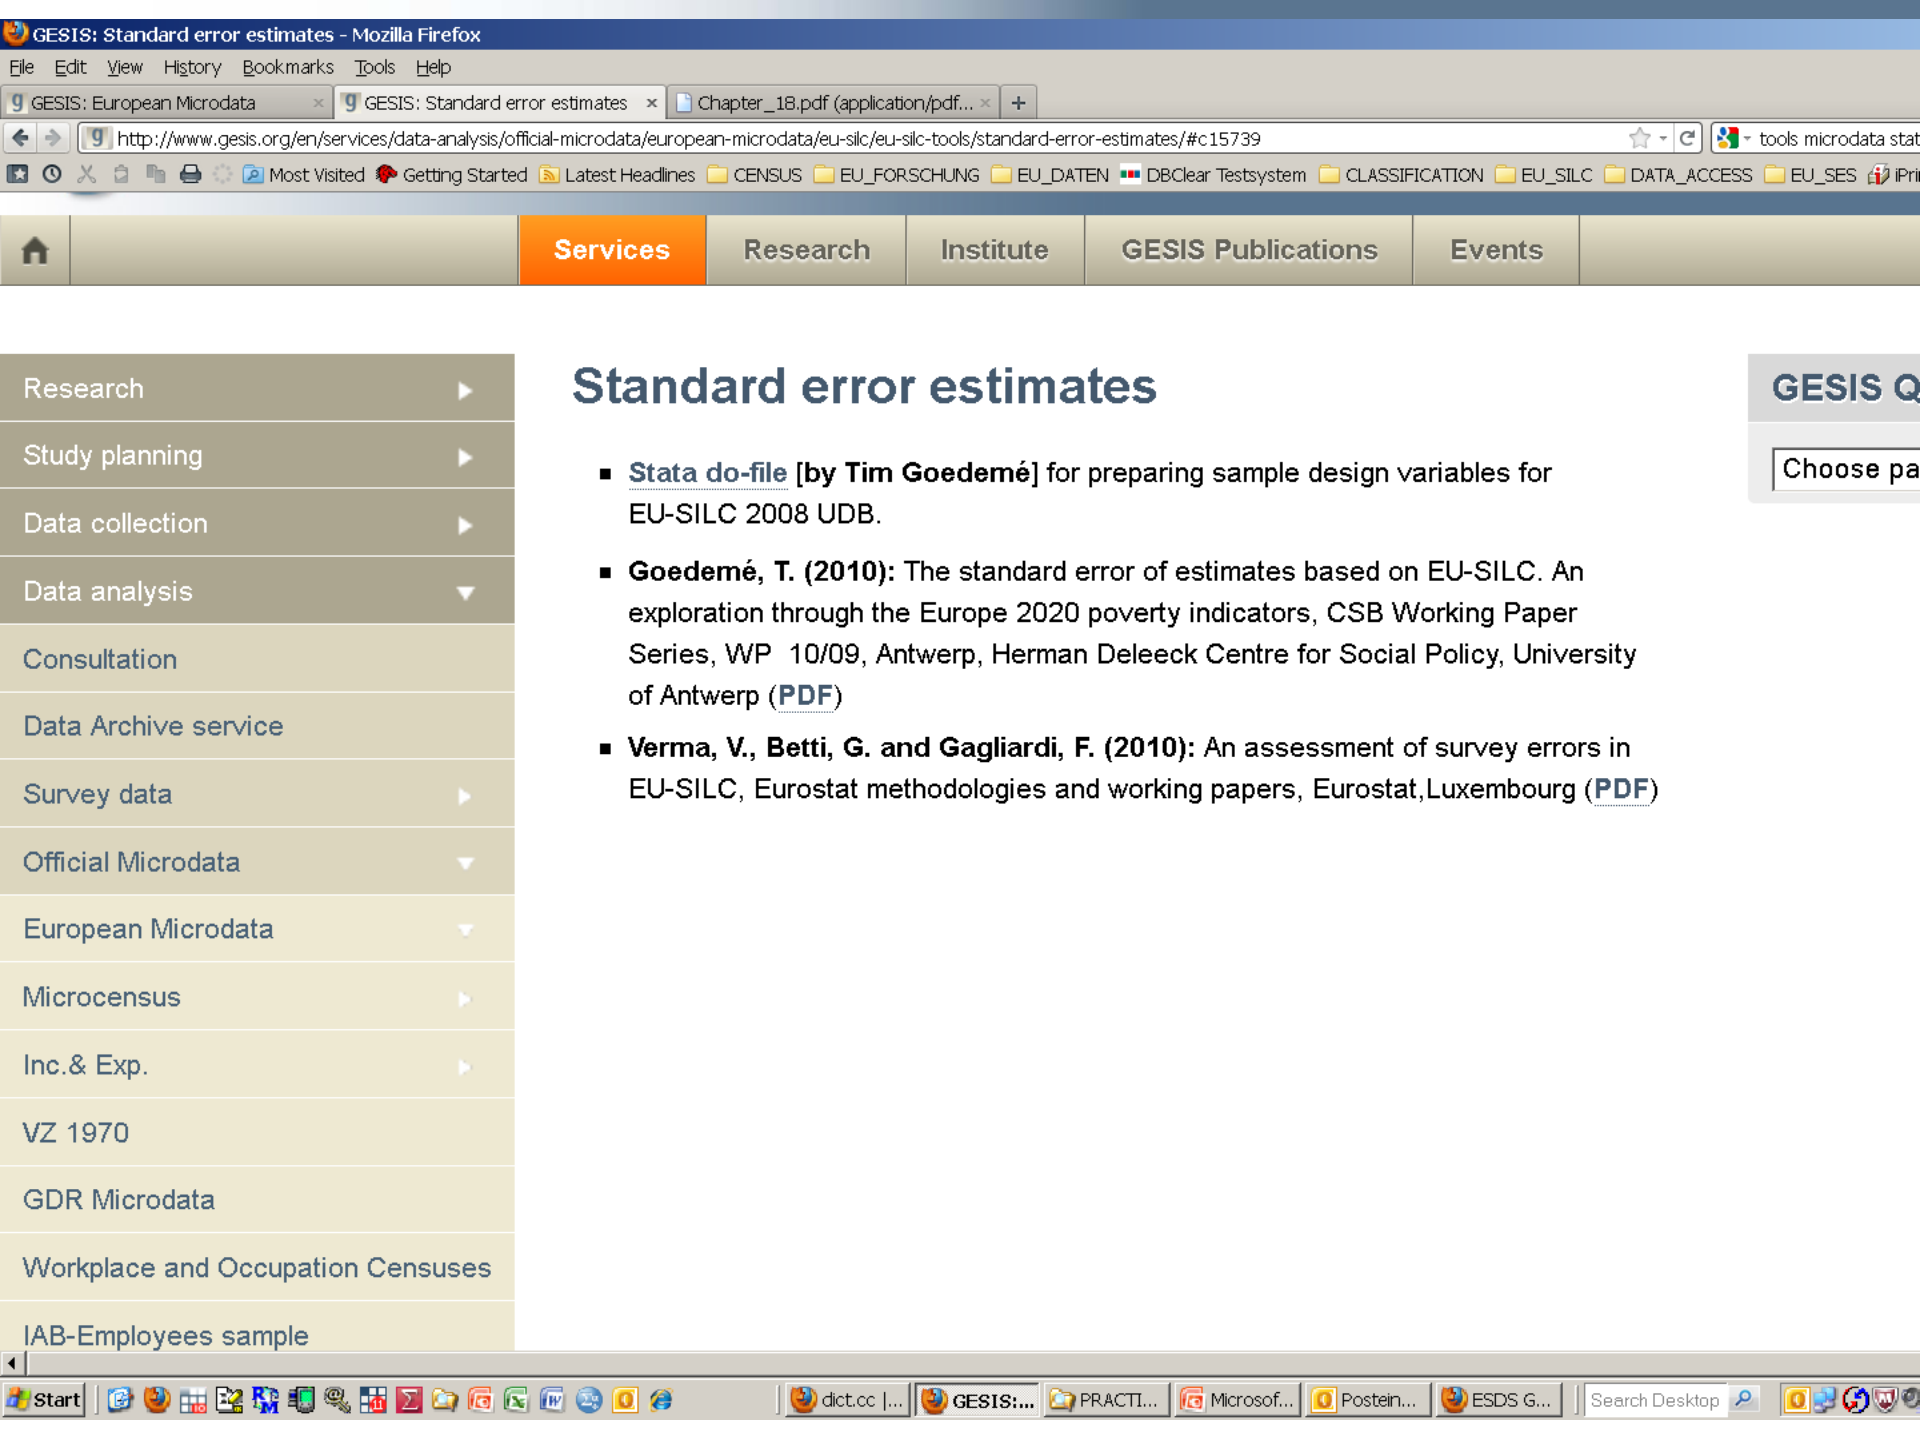 GESIS: Standard error estimates - Mozilla Firefox
File Edit View History Bookmarks Tools Help
GESIS: European Microdata × GESIS: Standard error estimates × Chapter_18.pdf (application/pdf... × +
http://www.gesis.org/en/services/data-analysis/official-microdata/european-microdata/eu-silc/eu-silc-tools/standard-error-estimates/#c15739 tools microdata stat
Most Visited Getting Started Latest Headlines CENSUS EU_FORSCHUNG EU_DATEN DBClear Testsystem CLASSIFICATION EU_SILC DATA_ACCESS EU_SES iPri
Services Research Institute GESIS Publications Events
Research
Study planning
Data collection
Data analysis
Consultation
Data Archive service
Survey data
Official Microdata
European Microdata
Microcensus
Inc.& Exp.
VZ 1970
GDR Microdata
Workplace and Occupation Censuses
IAB-Employees sample
Standard error estimates
Stata do-file [by Tim Goedemé] for preparing sample design variables for
EU-SILC 2008 UDB.
Goedemé, T. (2010): The standard error of estimates based on EU-SILC. An
exploration through the Europe 2020 poverty indicators, CSB Working Paper
Series, WP 10/09, Antwerp, Herman Deleeck Centre for Social Policy, University
of Antwerp (PDF)
Verma, V., Betti, G. and Gagliardi, F. (2010): An assessment of survey errors in
EU-SILC, Eurostat methodologies and working papers, Eurostat,Luxembourg (PDF)
GESIS Q
Choose pa
Start dict.cc |... GESIS:... PRACTI... Microsof... Postein... ESDS G... Search Desktop